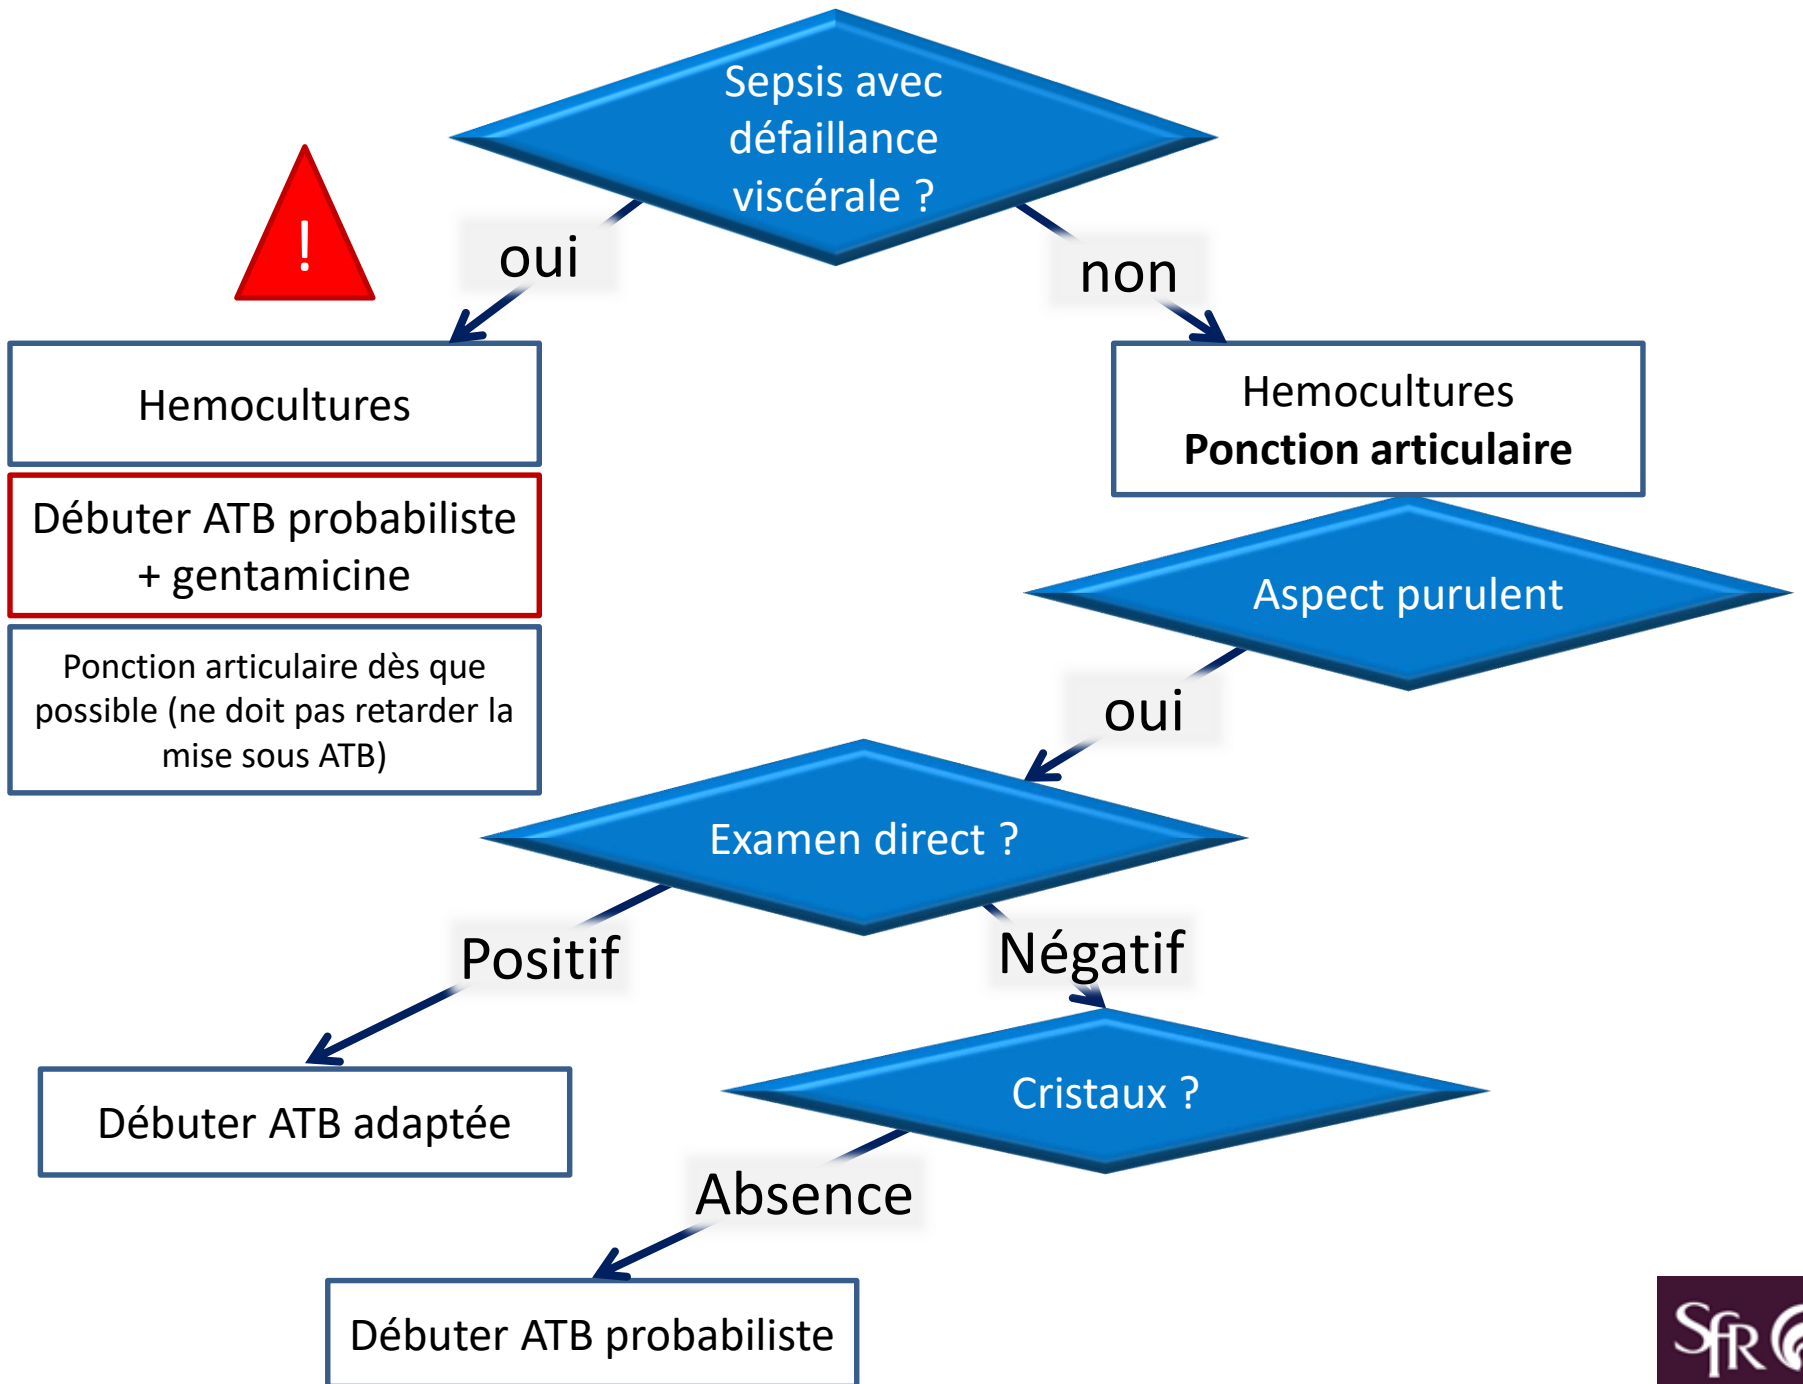 Sepsis avec
défaillance
viscérale ?
!
oui
non
Hemocultures
Hemocultures
Ponction articulaire
Débuter ATB probabiliste
+ gentamicine
Aspect purulent
Ponction articulaire dès que
possible (ne doit pas retarder la
mise sous ATB)
oui
Examen direct ?
Positif
Négatif
Cristaux ?
Débuter ATB adaptée
Absence
Débuter ATB probabiliste
SfR